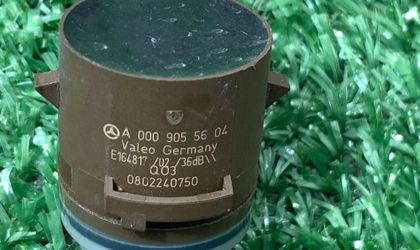 A 000 905 56 04
Valeo Germany
E164817 /02 /36dB\\
Q03
0802240750